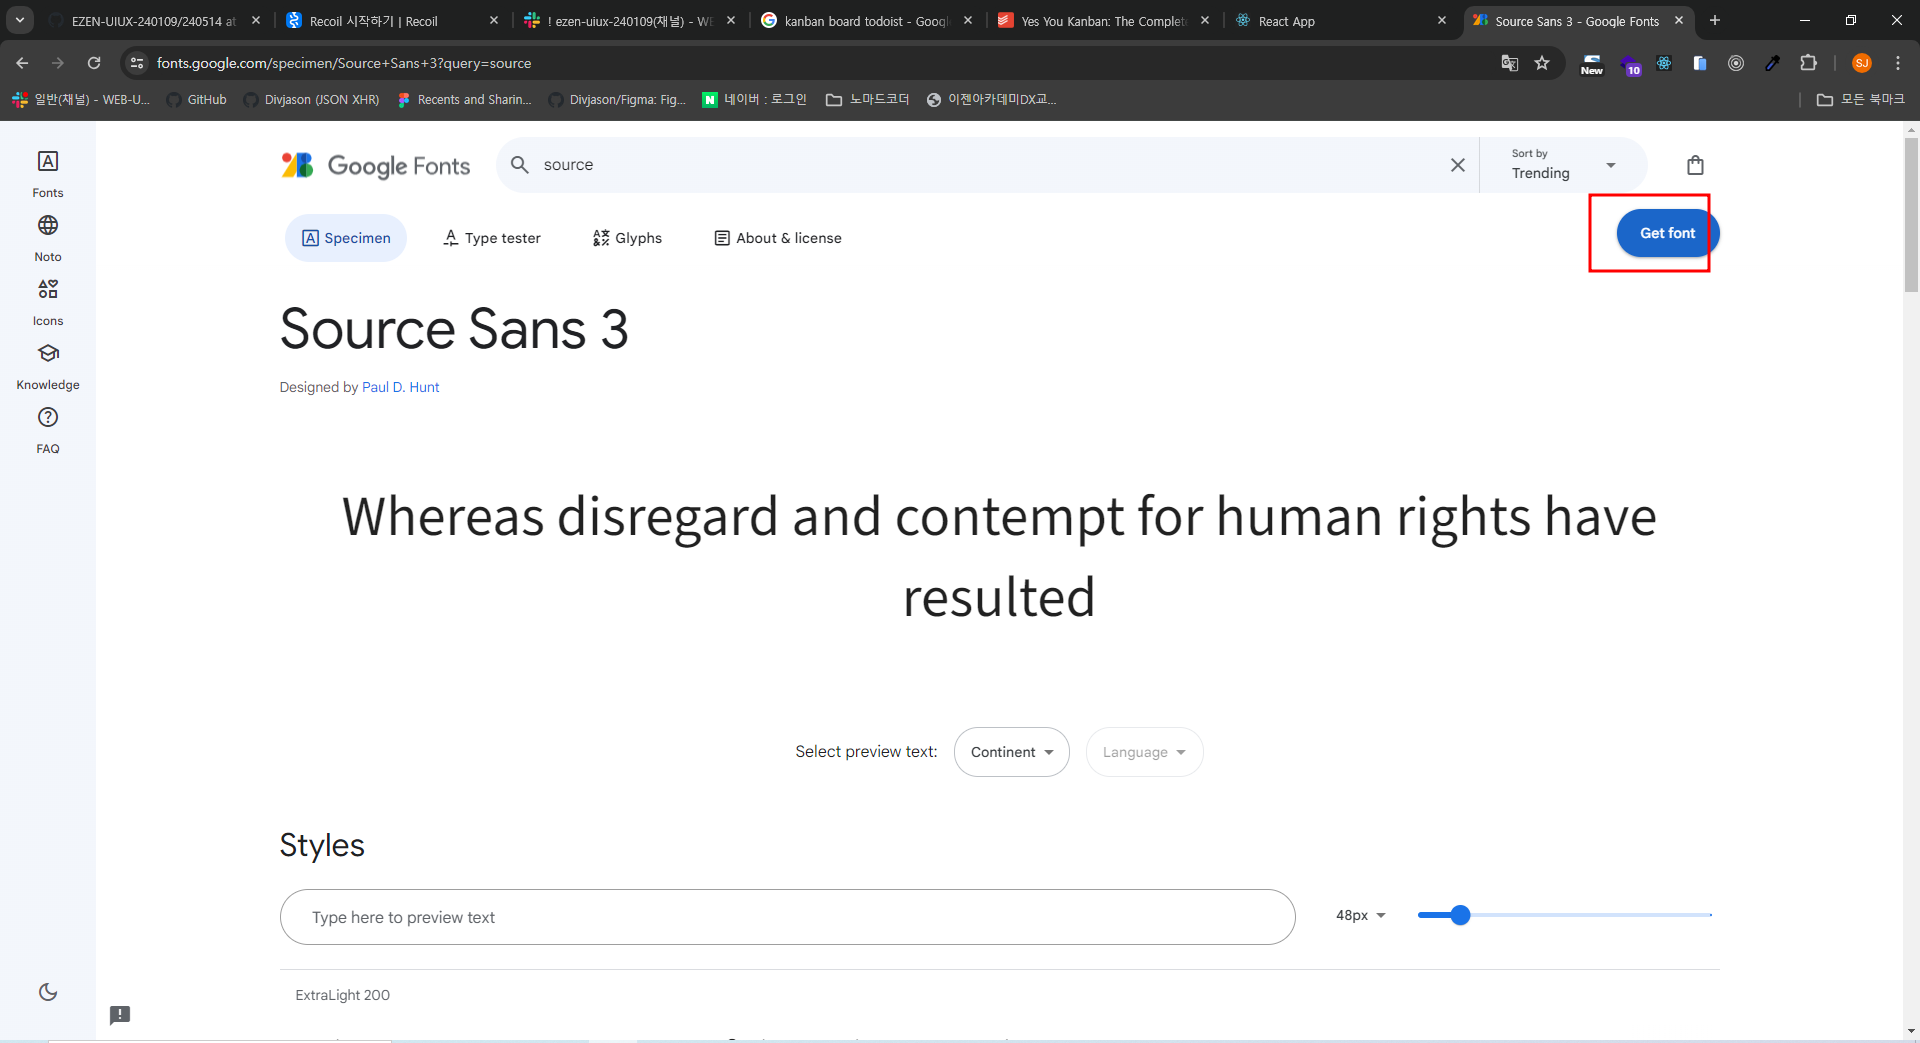 EZEN-UIUX-240109/240514 at
Recoil 시작하기 | Recoil
! ezen-uiux-240109(채널) - WE
kanban board todoist - Googl
Yes You Kanban: The Complete
React App
Source Sans 3 - Google Fonts
fonts.google.com/specimen/Source+Sans+3?query=source
New
10
SJ
일반(채널) - WEB-U...
GitHub
Divjason (JSON XHR)
Recents and Sharin...
Divjason/Figma: Fig...
네이버 : 로그인
노마드코더
이젠아카데미DX교...
모든 북마크
Fonts
Noto
Icons
Knowledge
FAQ
Google Fonts
source
Sort by
Trending
Specimen
Type tester
Glyphs
About & license
Get font
Source Sans 3
Designed by Paul D. Hunt
Whereas disregard and contempt for human rights have
resulted
Select preview text:
Continent
Language
Styles
Type here to preview text
48px
ExtraLight 200